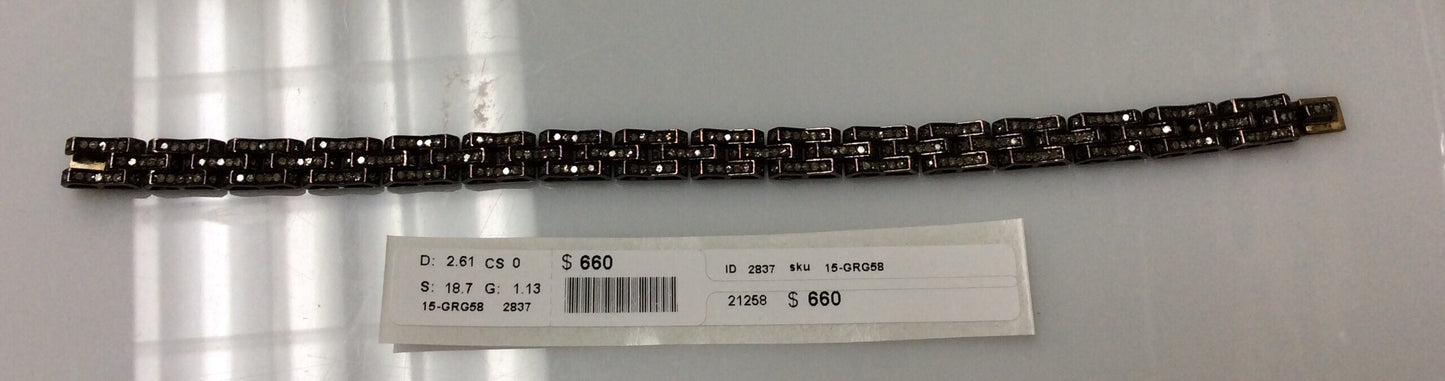 D: 2.61 CS 0
S: 18.7 G: 1.13
15-GRG58 2837
$ 660
ID 2837 sku 15-GRG58
21258 $ 660